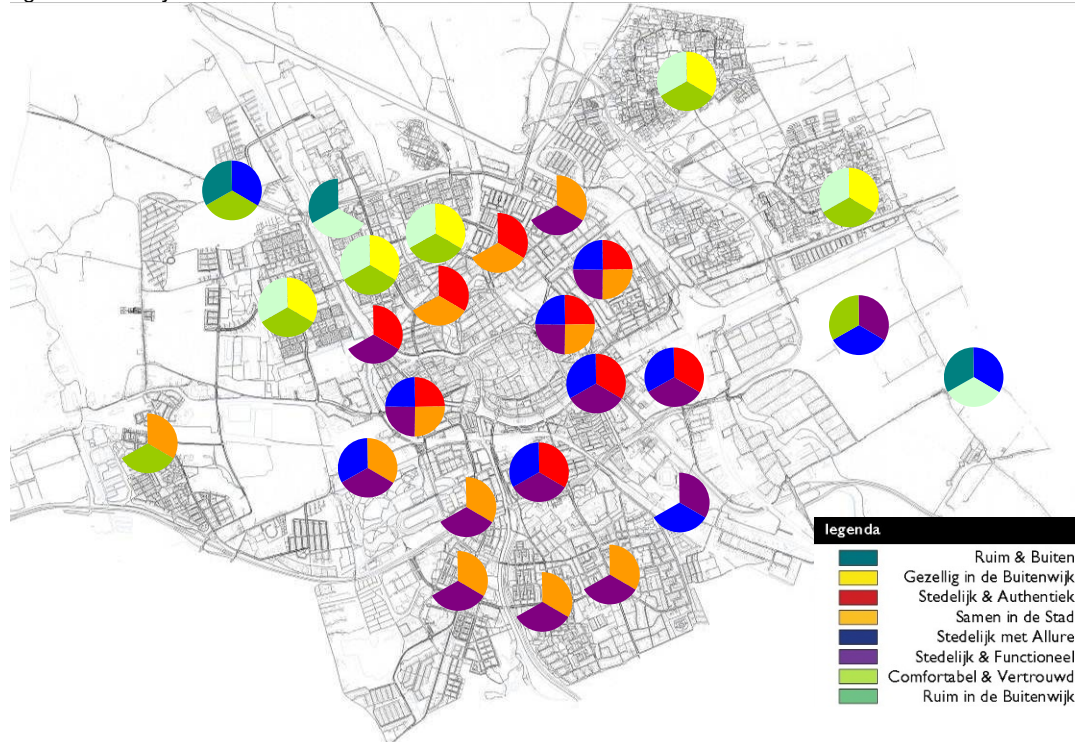 legenda
Ruim & Buiten
Gezellig in de Buitenwijk
Stedelijk & Authentiek
Samen in de Stad
Stedelijk met Allure
Stedelijk & Functioneel
Comfortabel & Vertrouwd
Ruim in de Buitenwijk